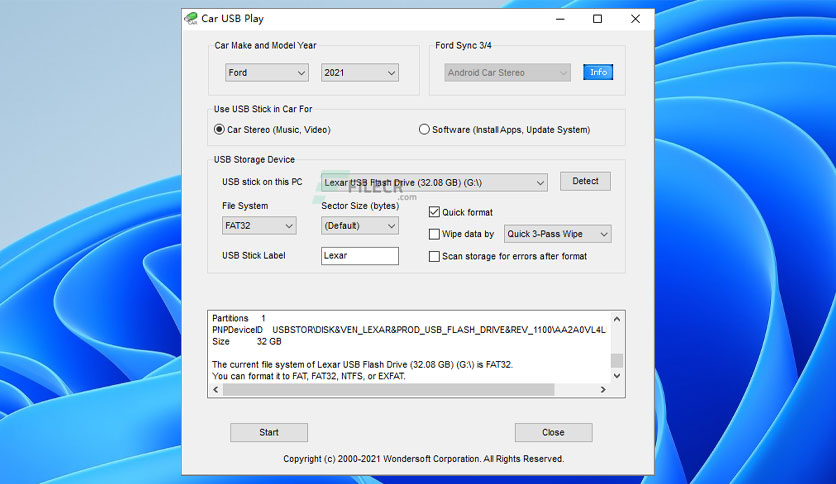 Car USB Play
Car Make and Model Year
Ford Sync 3/4
Ford
2021
Android Car Stereo
Info
Use USB Stick in Car For
Car Stereo (Music, Video)
Software (Install Apps, Update System)
USB Storage Device
USB stick on this PC
Lexar USB Flash Drive (32.08 GB) (G:\)
Detect
FILECR
.com
File System
Sector Size (bytes)
Quick format
FAT32
(Default)
Wipe data by
Quick 3-Pass Wipe
USB Stick Label
Lexar
Scan storage for errors after format
Partitions 1
PNPDeviceID USBSTOR\DISK&VEN_LEXAR&PROD_USB_FLASH_DRIVE&REV_1100\AA2A0VL4L
Size 32 GB
The current file system of Lexar USB Flash Drive (32.08 GB) (G:\) is FAT32.
You can format it to FAT, FAT32, NTFS, or EXFAT.
Start
Close
Copyright (c) 2000-2021 Wondersoft Corporation. All Rights Reserved.